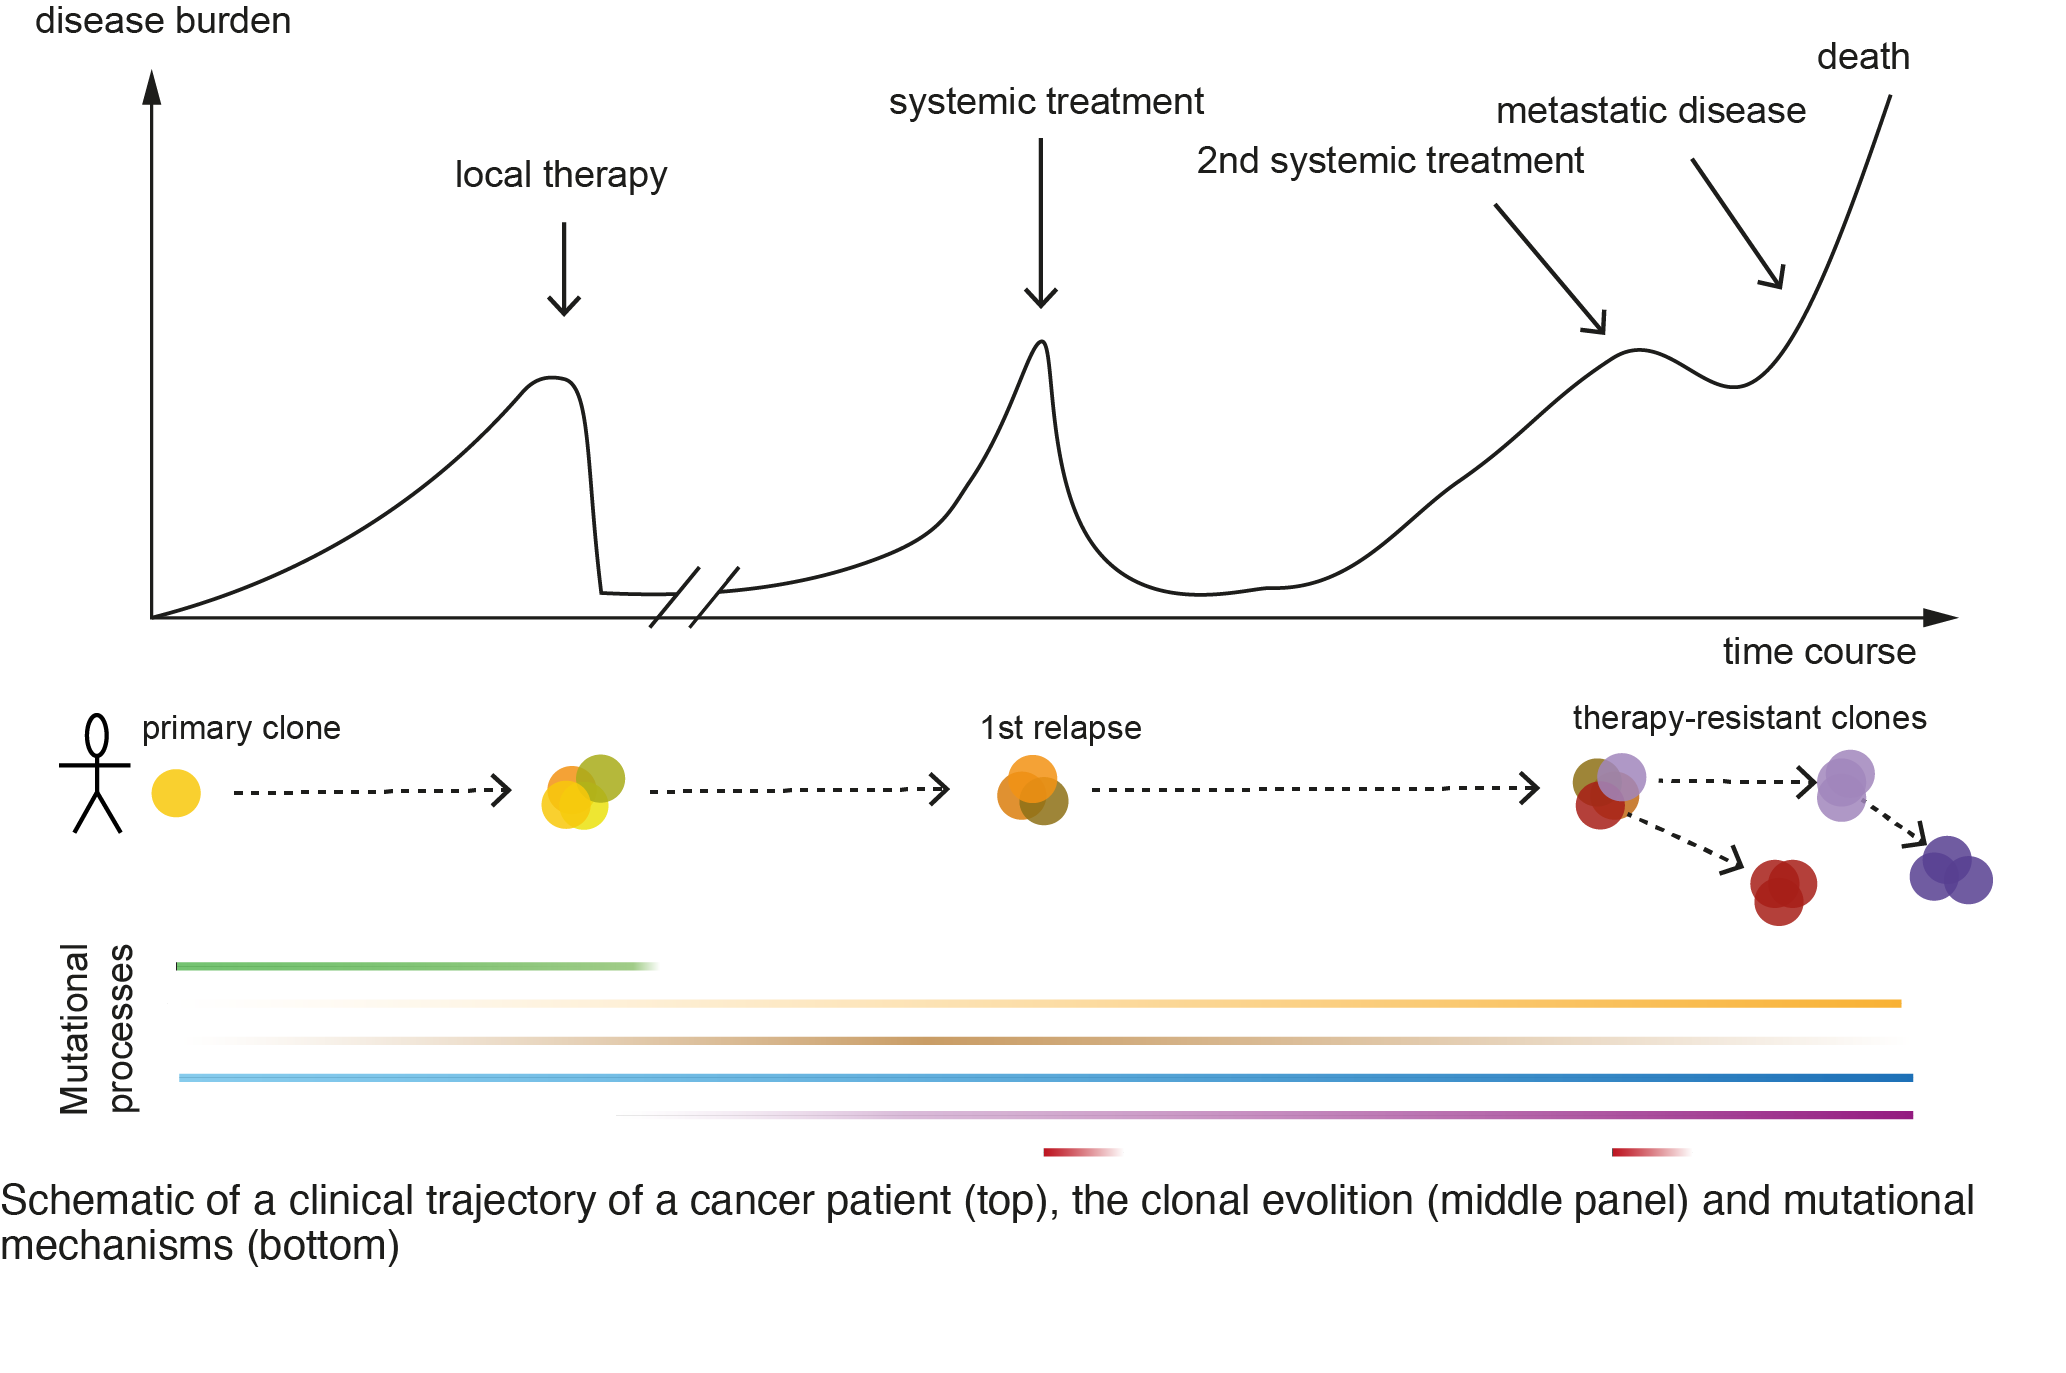 disease burden
death
systemic treatment
metastatic disease
2nd systemic treatment
local therapy
time course
primary clone
1st relapse
therapy-resistant clones
Mutational
processes
Schematic of a clinical trajectory of a cancer patient (top), the clonal evolition (middle panel) and mutational
mechanisms (bottom)